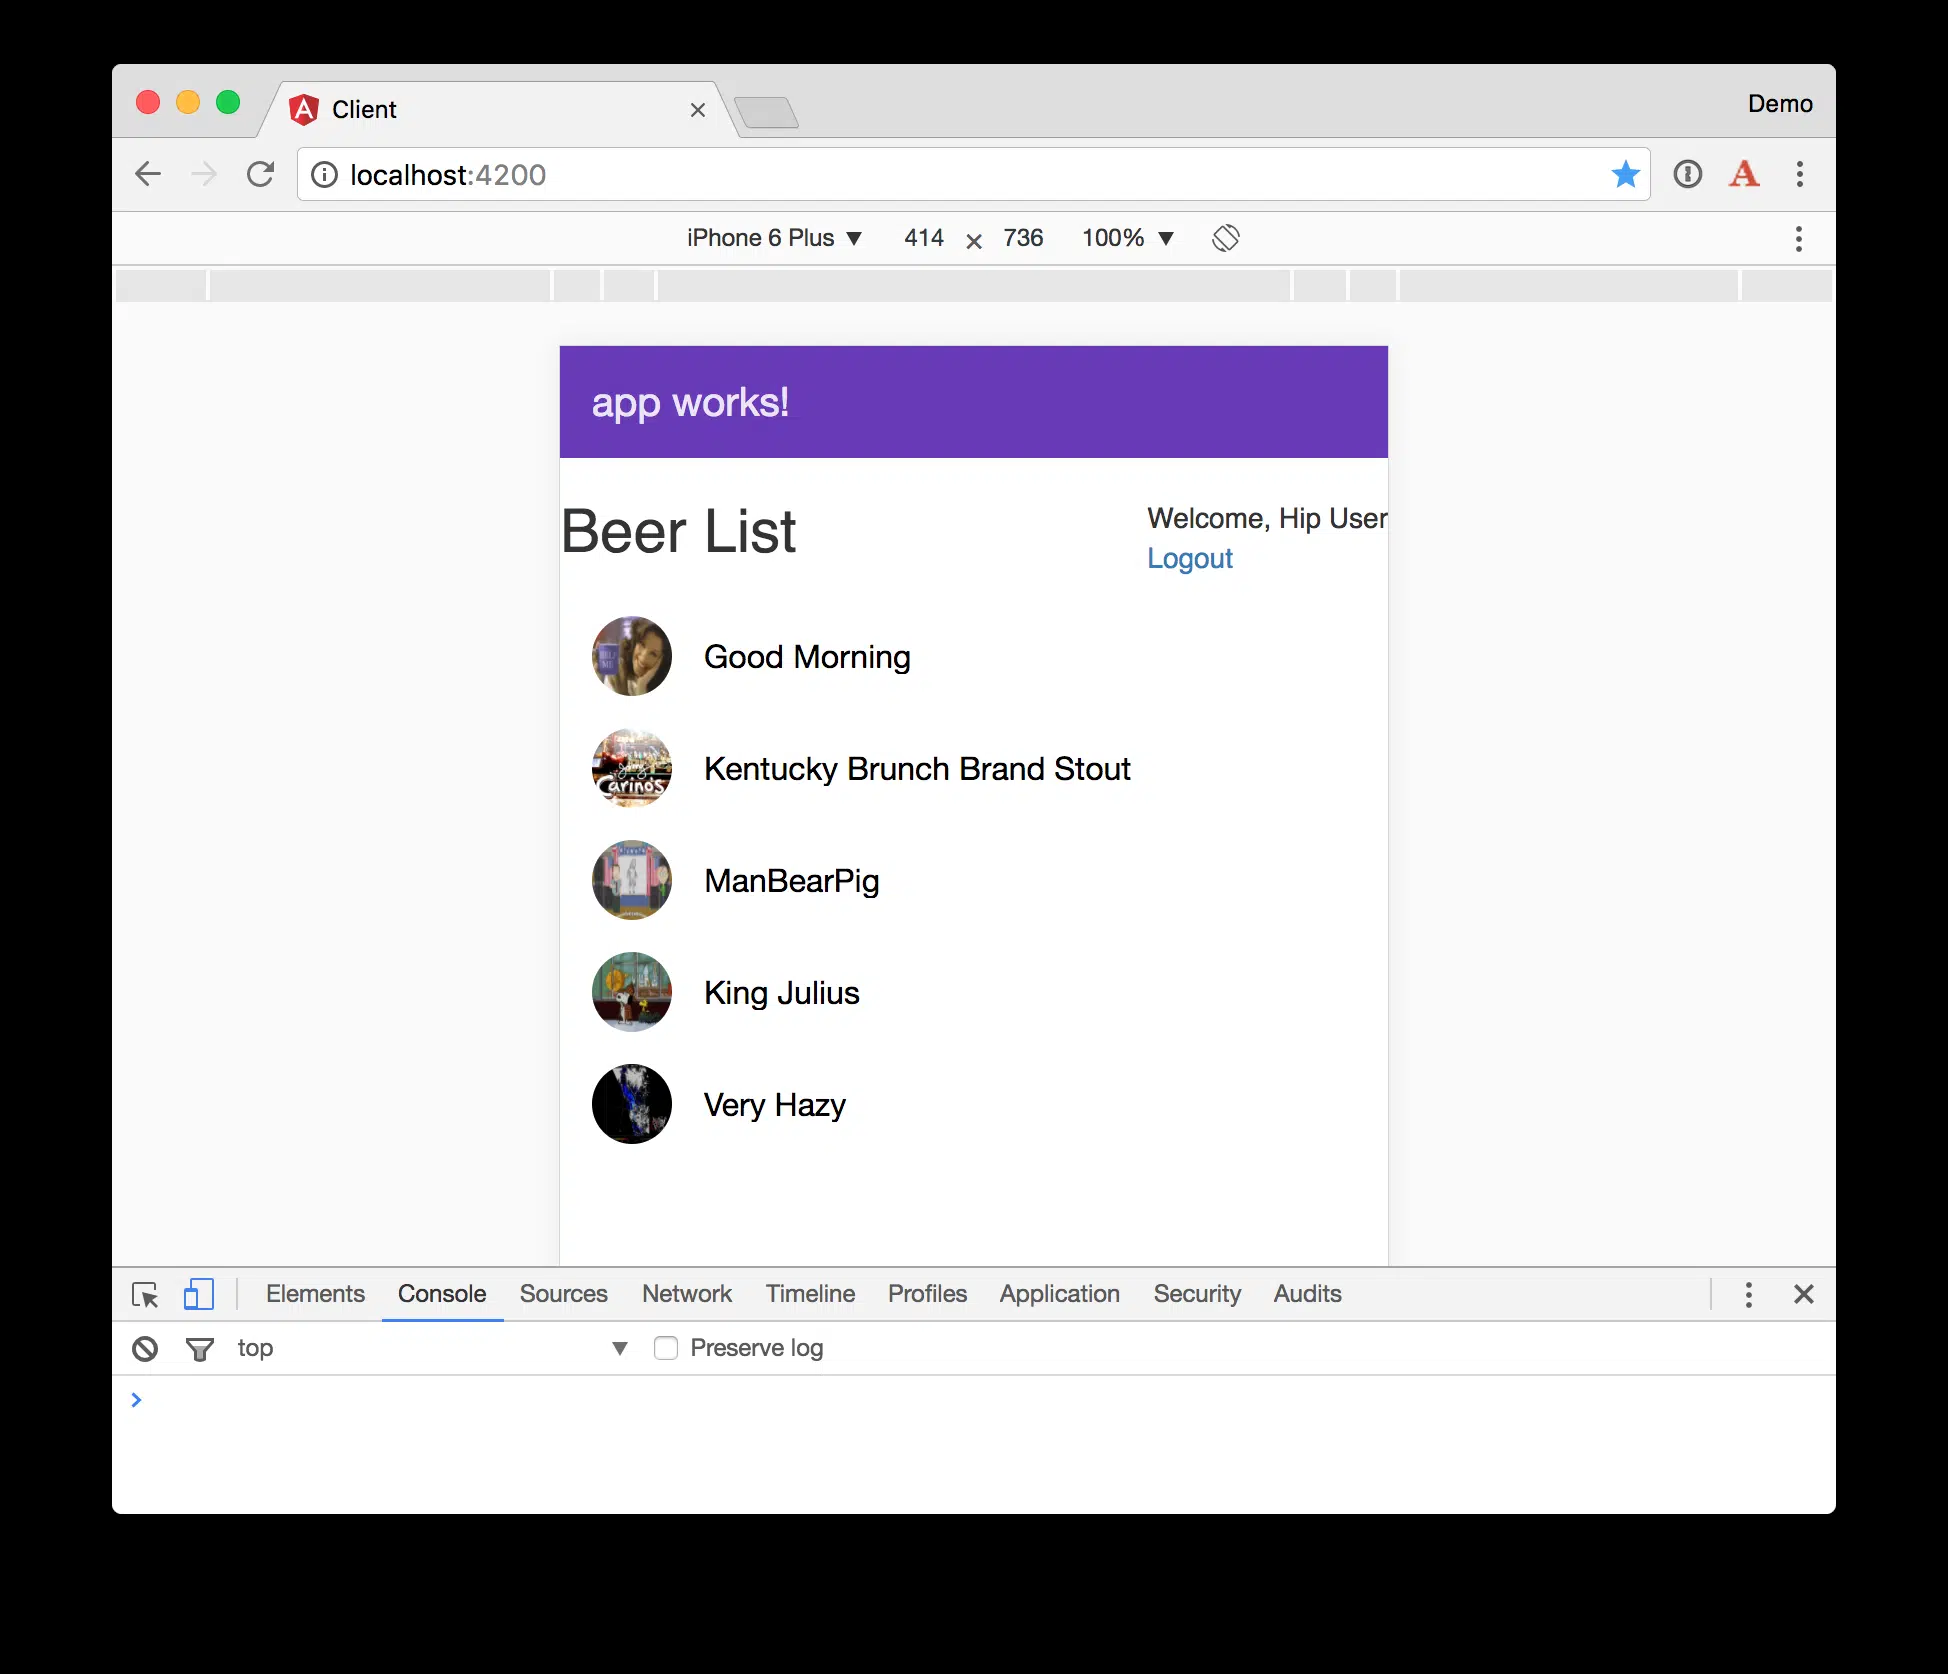 Client
Demo
localhost:4200
iPhone 6 Plus ▼ 414 × 736 100% ▼
app works!
Beer List
Welcome, Hip User
Logout
Good Morning
Kentucky Brunch Brand Stout
Carino's
ManBearPig
King Julius
Very Hazy
Elements Console Sources Network Timeline Profiles Application Security Audits
top ▼ Preserve log